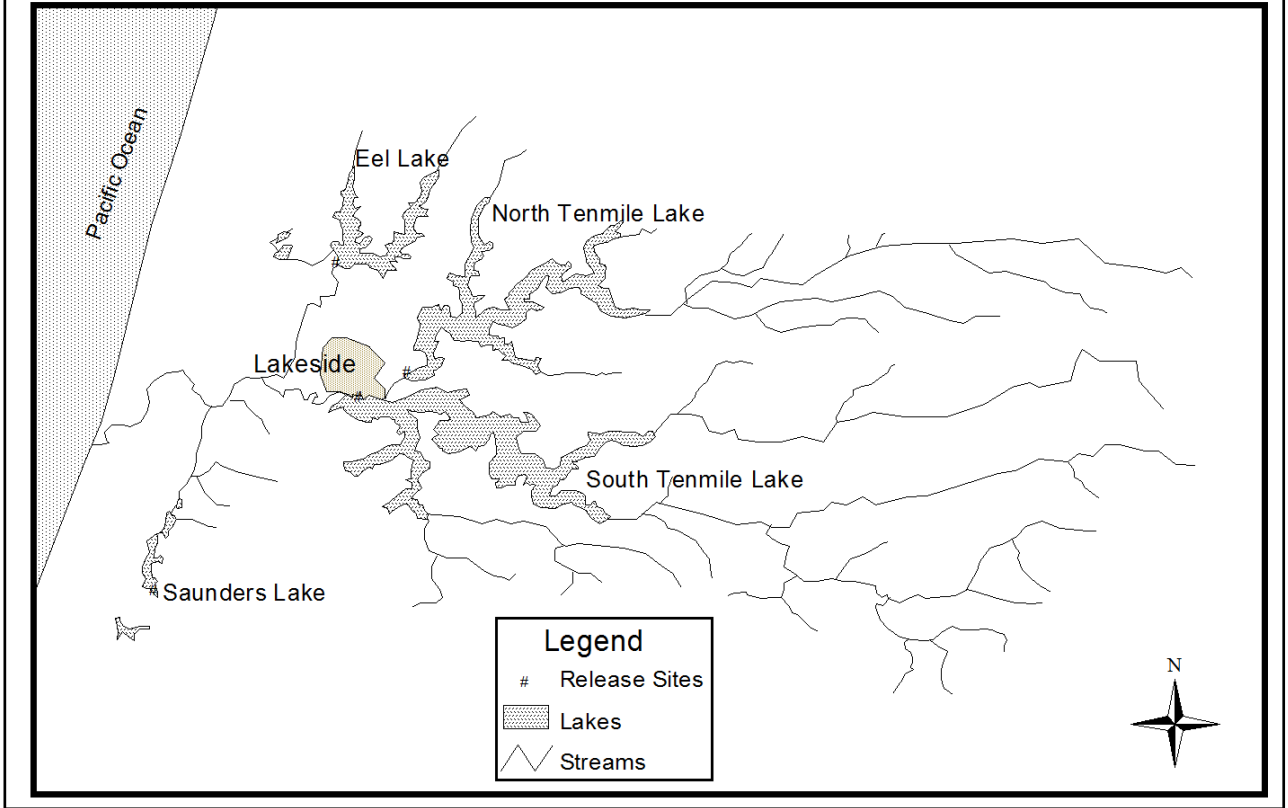 Pacific Ocean
Eel Lake
North Tenmile Lake
#
Lakeside
#
#
South Tenmile Lake
#
Saunders Lake
Legend
# Release Sites
Lakes
Streams
N